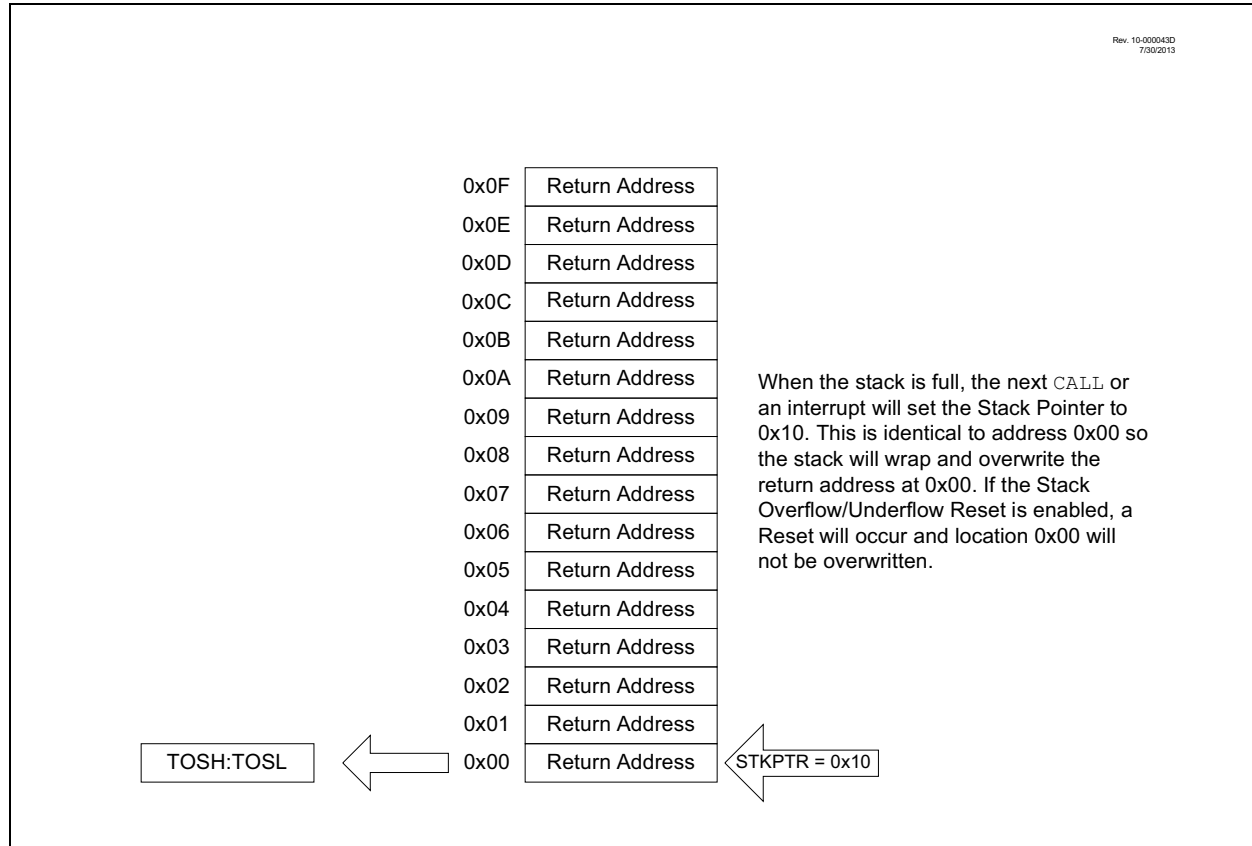 Rev. 10-000043D
7/30/2013
0x0F Return Address
0x0E Return Address
0x0D Return Address
0x0C Return Address
0x0B Return Address
0x0A Return Address
0x09 Return Address
0x08 Return Address
0x07 Return Address
0x06 Return Address
0x05 Return Address
0x04 Return Address
0x03 Return Address
0x02 Return Address
0x01 Return Address
TOSH:TOSL 0x00 Return Address STKPTR = 0x10
When the stack is full, the next CALL or
an interrupt will set the Stack Pointer to
0x10. This is identical to address 0x00 so
the stack will wrap and overwrite the
return address at 0x00. If the Stack
Overflow/Underflow Reset is enabled, a
Reset will occur and location 0x00 will
not be overwritten.